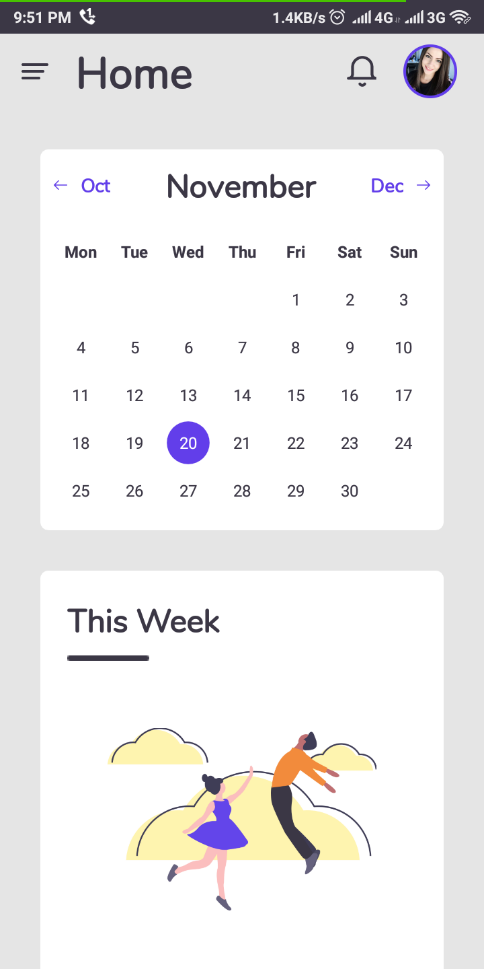 9:51 PM 1.4KB/s 4G 3G
Home
Oct November Dec
Mon Tue Wed Thu Fri Sat Sun
1 2 3
4 5 6 7 8 9 10
11 12 13 14 15 16 17
18 19 20 21 22 23 24
25 26 27 28 29 30
This Week